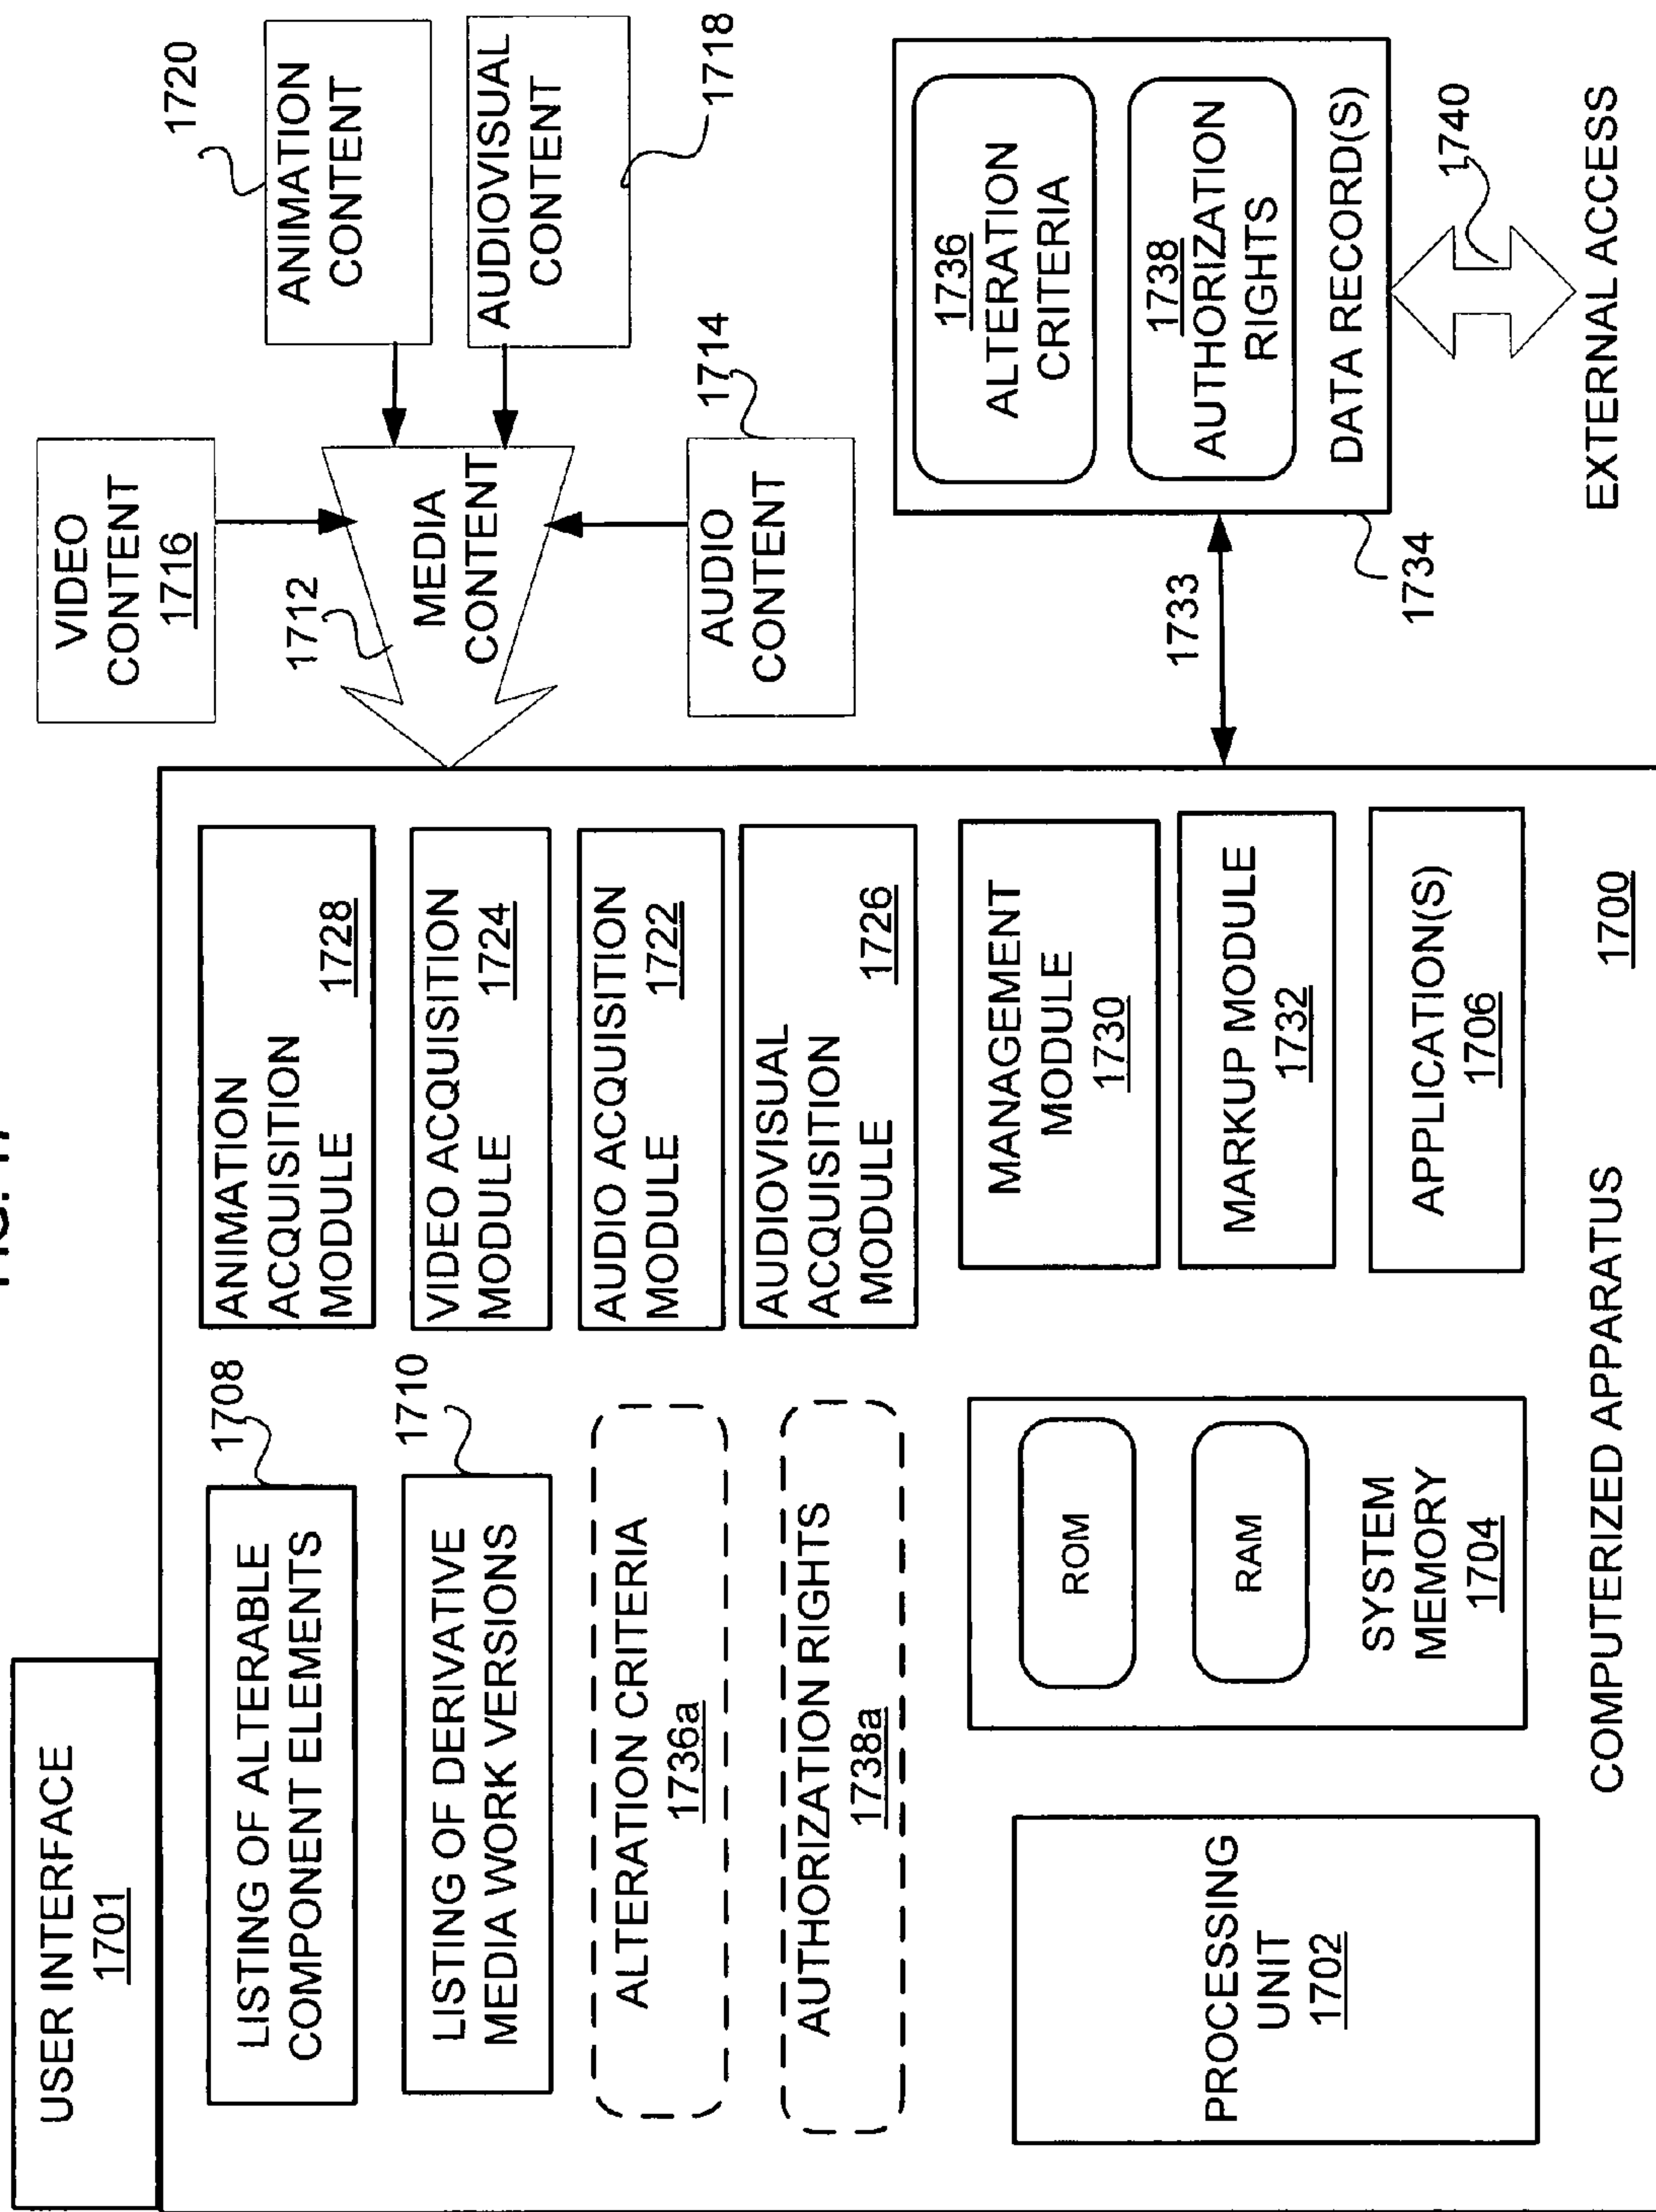 FIG. 17
USER INTERFACE
1701
LISTING OF ALTERABLE
COMPONENT ELEMENTS
1708
LISTING OF DERIVATIVE
MEDIA WORK VERSIONS
1710
ALTERATION CRITERIA
1736a
AUTHORIZATION RIGHTS
1738a
PROCESSING
UNIT
1702
ROM
RAM
SYSTEM
MEMORY
1704
ANIMATION
ACQUISITION
MODULE
1728
VIDEO ACQUISITION
MODULE
1724
AUDIO ACQUISITION
MODULE
1722
AUDIOVISUAL
ACQUISITION
MODULE
1726
MANAGEMENT
MODULE
1730
MARKUP MODULE
1732
APPLICATION(S)
1706
COMPUTERIZED APPARATUS
1700
VIDEO
CONTENT
1716
1712
MEDIA
CONTENT
AUDIO
CONTENT
1714
1720
ANIMATION
CONTENT
AUDIOVISUAL
CONTENT
1718
1733
1734
1736
ALTERATION
CRITERIA
1738
AUTHORIZATION
RIGHTS
DATA RECORD(S)
1740
EXTERNAL ACCESS